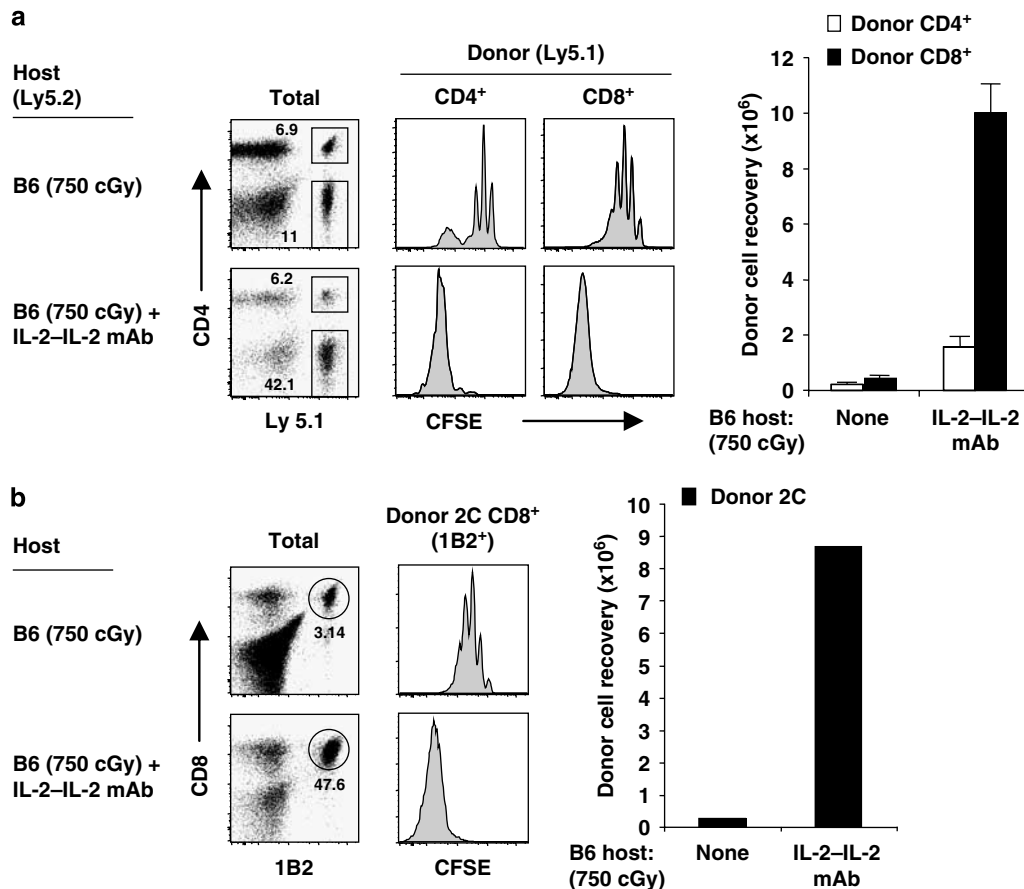 a
Host
(Ly5.2)
Total
Donor (Ly5.1)
CD4⁺
CD8⁺
B6 (750 cGy)
6.9
11
B6 (750 cGy) +
IL-2–IL-2 mAb
6.2
42.1
CD4
Ly 5.1
CFSE
Donor CD4⁺
Donor CD8⁺
Donor cell recovery (x10⁶)
12
10
8
6
4
2
0
B6 host:
(750 cGy)
None
IL-2–IL-2
mAb
b
Host
Total
Donor 2C CD8⁺
(1B2⁺)
B6 (750 cGy)
3.14
B6 (750 cGy) +
IL-2–IL-2 mAb
47.6
CD8
1B2
CFSE
Donor 2C
Donor cell recovery (x10⁶)
10
9
8
7
6
5
4
3
2
1
0
B6 host:
(750 cGy)
None
IL-2–IL-2
mAb